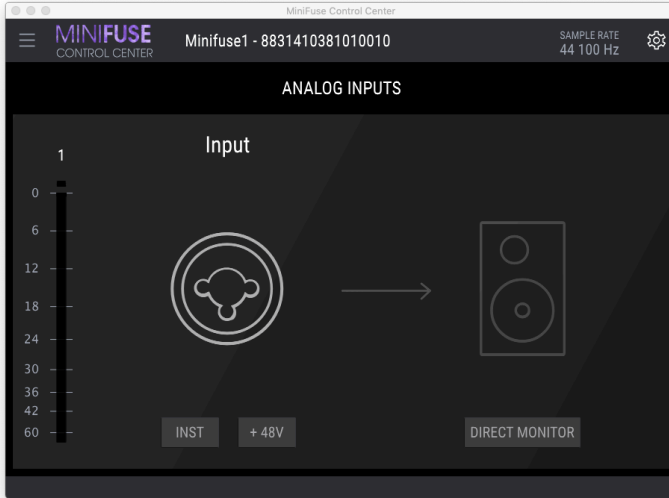 MiniFuse Control Center
MINIFUSE
CONTROL CENTER
Minifuse1 - 8831410381010010
SAMPLE RATE
44 100 Hz
ANALOG INPUTS
Input
1
0
6
12
18
24
30
36
42
60
INST
+ 48V
DIRECT MONITOR